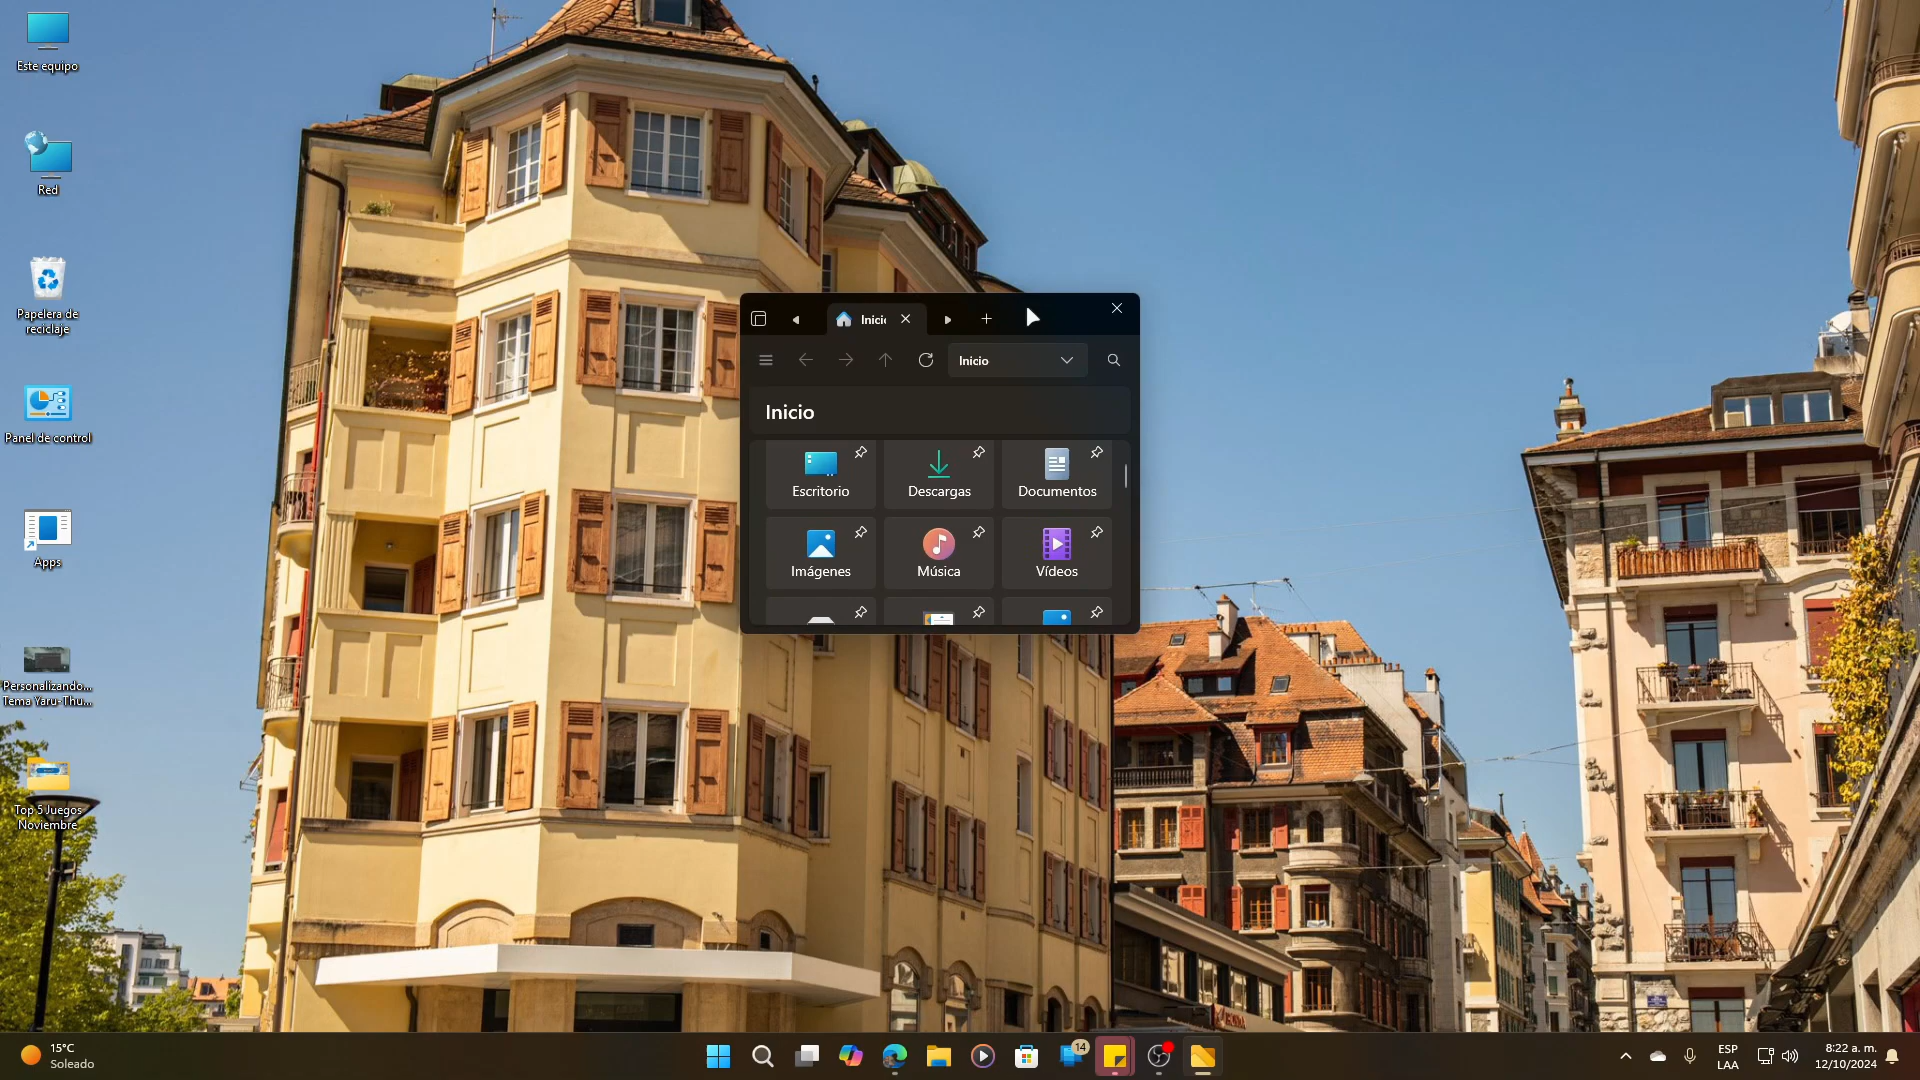 Este equipo
Red
Papelera de
reciclaje
Panel de control
Apps
Personalizando...
Tema Yaru-Thu...
Top 5 Juegos
Noviembre
Inicio
Inicio
Escritorio
Descargas
Documentos
Imágenes
Música
Vídeos
15°C
Soleado
14
ESP
LAA
8:22 a. m.
12/10/2024